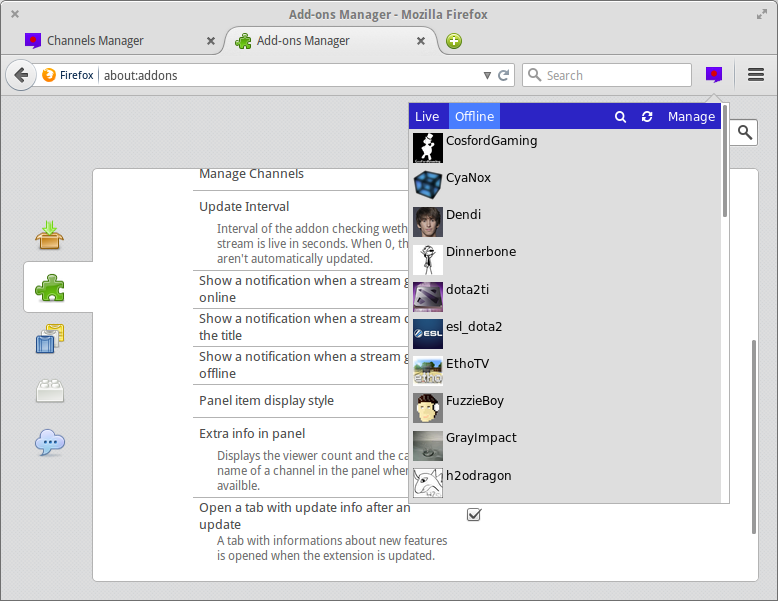 Add-ons Manager - Mozilla Firefox
Channels Manager
Add-ons Manager
Firefox
about:addons
Search
Live
Offline
Manage
CosfordGaming
CyaNox
Dendi
Dinnerbone
dota2ti
esl_dota2
EthoTV
FuzzieBoy
GrayImpact
h2odragon
Manage Channels
Update Interval
Interval of the addon checking weth
stream is live in seconds. When 0, th
aren't automatically updated.
Show a notification when a stream g
online
Show a notification when a stream c
the title
Show a notification when a stream g
offline
Panel item display style
Extra info in panel
Displays the viewer count and the ca
name of a channel in the panel when
availble.
Open a tab with update info after an
update
A tab with informations about new features
is opened when the extension is updated.